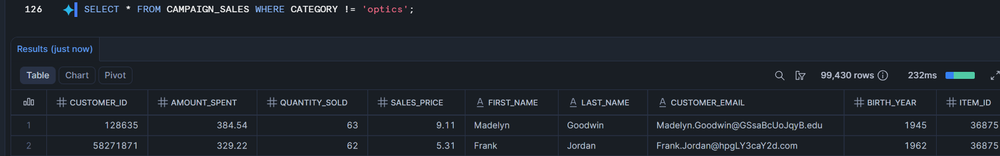 126 SELECT * FROM CAMPAIGN_SALES WHERE CATEGORY != 'optics';
Results (just now)
Table Chart Pivot 99,430 rows 232ms
CUSTOMER_ID AMOUNT_SPENT QUANTITY_SOLD SALES_PRICE FIRST_NAME LAST_NAME CUSTOMER_EMAIL BIRTH_YEAR ITEM_ID
1 128635 384.54 63 9.11 Madelyn Goodwin Madelyn.Goodwin@GSsaBcUoJqyB.edu 1945 36875
2 58271871 329.22 62 5.31 Frank Jordan Frank.Jordan@hpgLY3caY2d.com 1962 36875